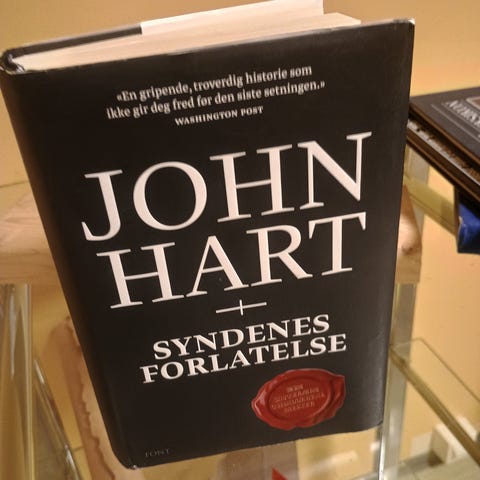 «En gripende, troverdig historie som
ikke gir deg fred før den siste setningen.»
WASHINGTON POST
JOHN
HART
SYNDENES
FORLATELSE
FONT